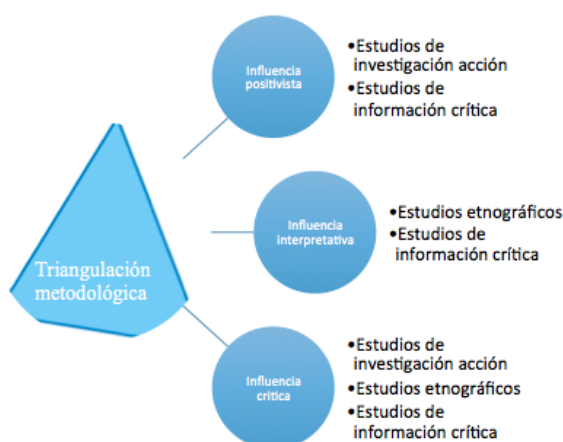 Influencia
positivista
•Estudios de
investigación acción
•Estudios de
información crítica
Triangulación
metodológica
Influencia
interpretativa
•Estudios etnográficos
•Estudios de
información crítica
Influencia
critica
•Estudios de
investigación acción
•Estudios etnográficos
•Estudios de
información crítica